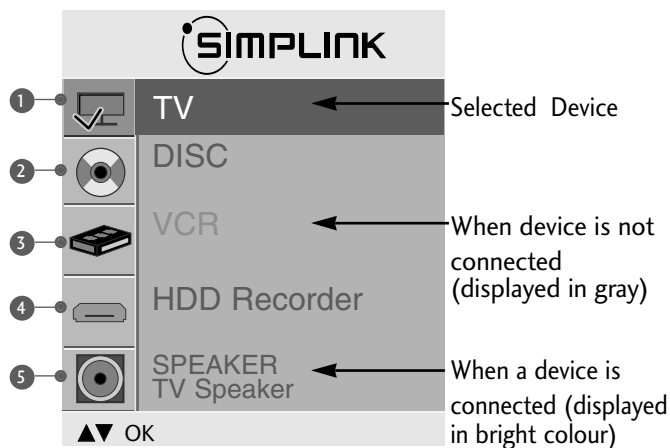 SIMPLINK
1 TV Selected Device
2 DISC
3 VCR When device is not
connected
(displayed in gray)
4 HDD Recorder
5 SPEAKER
TV Speaker
When a device is
connected (displayed
in bright colour)
▲▼ OK